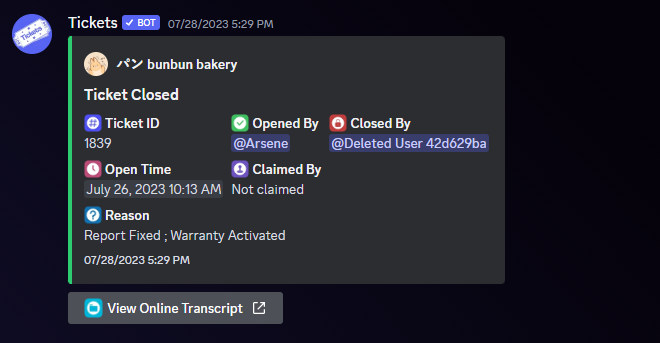 Tickets ✓ BOT 07/28/2023 5:29 PM
Tickets
パン bunbun bakery
Ticket Closed
Ticket ID Opened By Closed By
1839 @Arsene @Deleted User 42d629ba
Open Time Claimed By
July 26, 2023 10:13 AM Not claimed
Reason
Report Fixed ; Warranty Activated
07/28/2023 5:29 PM
View Online Transcript